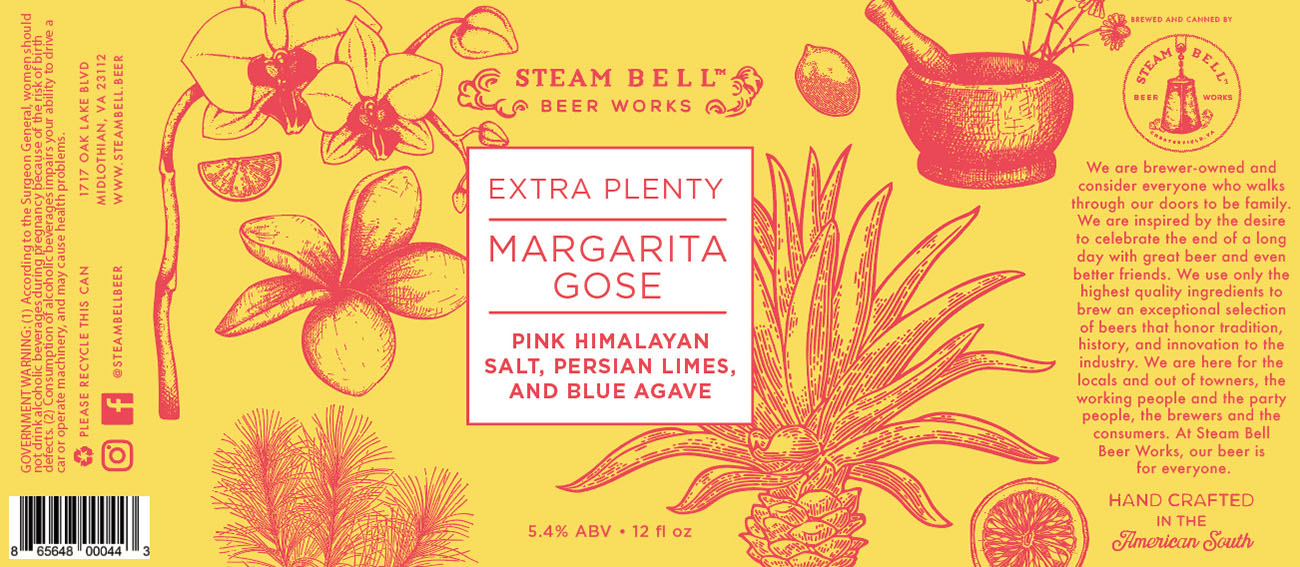 GOVERNMENT WARNING: (1) According to the Surgeon General, women should
not drink alcoholic beverages during pregnancy because of the risk of birth
defects. (2) Consumption of alcoholic beverages impairs your ability to drive a
car or operate machinery, and may cause health problems.
1717 OAK LAKE BLVD
MIDLOTHIAN, VA 23112
WWW.STEAMBELL.BEER
PLEASE RECYCLE THIS CAN
@STEAMBELLBEER
8 65648 00044 3
STEAM BELL™
BEER WORKS
EXTRA PLENTY
MARGARITA
GOSE
PINK HIMALAYAN
SALT, PERSIAN LIMES,
AND BLUE AGAVE
5.4% ABV • 12 fl oz
BREWED AND CANNED BY
STEAM BELL™
BEER WORKS
CHESTERFIELD, VA
We are brewer-owned and
consider everyone who walks
through our doors to be family.
We are inspired by the desire
to celebrate the end of a long
day with great beer and even
better friends. We use only the
highest quality ingredients to
brew an exceptional selection
of beers that honor tradition,
history, and innovation to the
industry. We are here for the
locals and out of towners, the
working people and the party
people, the brewers and the
consumers. At Steam Bell
Beer Works, our beer is
for everyone.
HAND CRAFTED
IN THE
American South